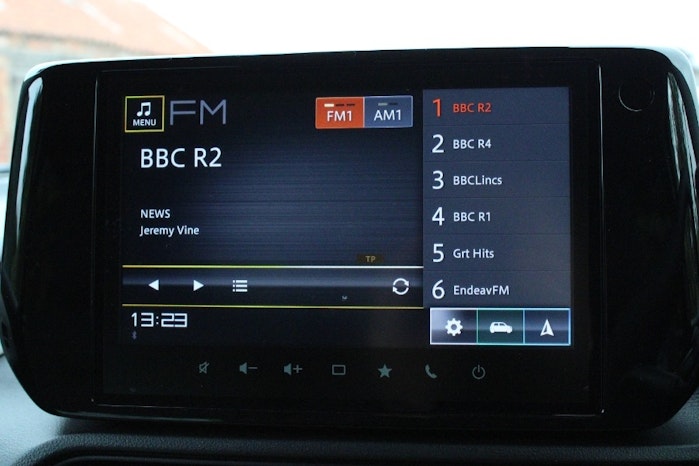 MENU
FM
FM1
AM1
BBC R2
NEWS
Jeremy Vine
TP
13:23
1 BBC R2
2 BBC R4
3 BBCLincs
4 BBC R1
5 Grt Hits
6 EndeavFM